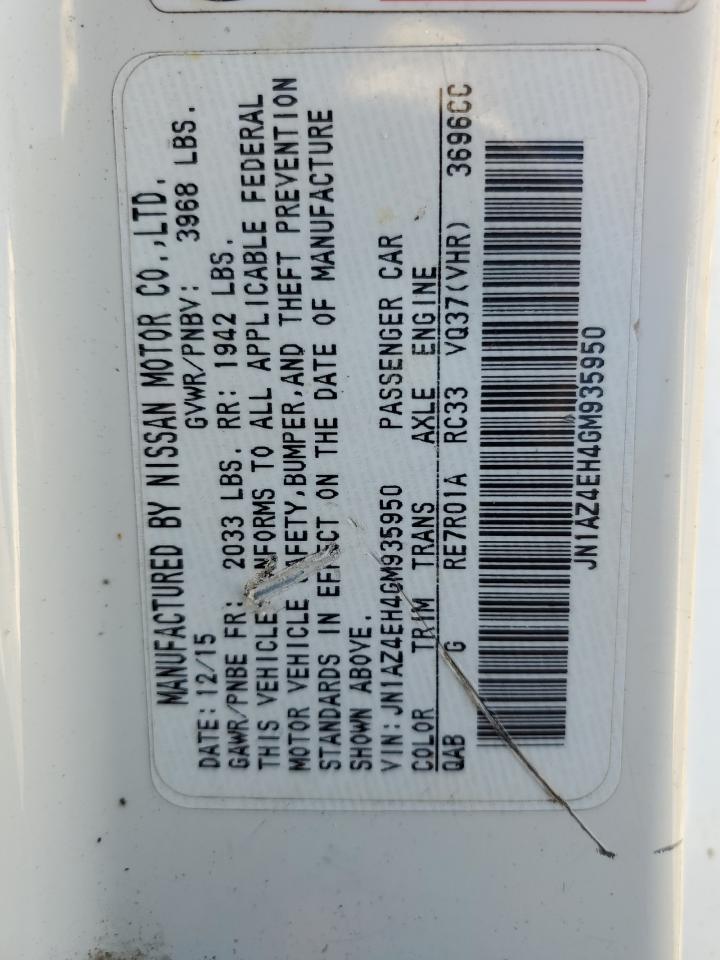 MANUFACTURED BY NISSAN MOTOR CO.,LTD.
DATE: 12/15 GVWR/PNBV: 3968 LBS.
GAWR/PNBE FR: 2033 LBS. RR: 1942 LBS.
THIS VEHICLE CONFORMS TO ALL APPLICABLE FEDERAL
MOTOR VEHICLE SAFETY,BUMPER,AND THEFT PREVENTION
STANDARDS IN EFFECT ON THE DATE OF MANUFACTURE
SHOWN ABOVE.
VIN: JN1AZ4EH4GM935950 PASSENGER CAR
COLOR TRIM TRANS AXLE ENGINE
QAB G RE7R01A RC33 VQ37(VHR) 3696CC
JN1AZ4EH4GM935950